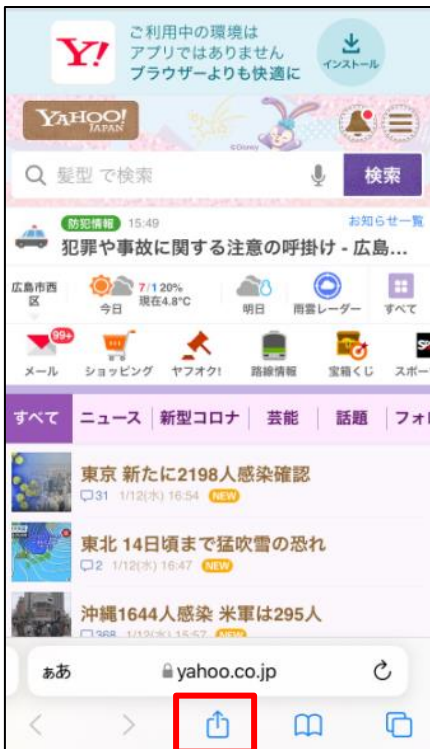 Y!
ご利用中の環境は
アプリではありません
ブラウザーよりも快適に
インストール
YAHOO!
JAPAN
©Disney
髪型 で検索
検索
防犯情報 15:49 お知らせ一覧
犯罪や事故に関する注意の呼掛け - 広島...
広島市西区
7/1 20%
現在4.8°C
今日
明日
雨雲レーダー
すべて
99+
メール
ショッピング
ヤフオク!
路線情報
宝箱くじ
スポー
すべて ニュース 新型コロナ 芸能 話題 フォ
東京 新たに2198人感染確認
31 1/12(水) 16:54 NEW
東北 14日頃まで猛吹雪の恐れ
2 1/12(水) 16:47 NEW
沖縄1644人感染 米軍は295人
368 1/12(水) 15:57 NEW
ぁあ yahoo.co.jp